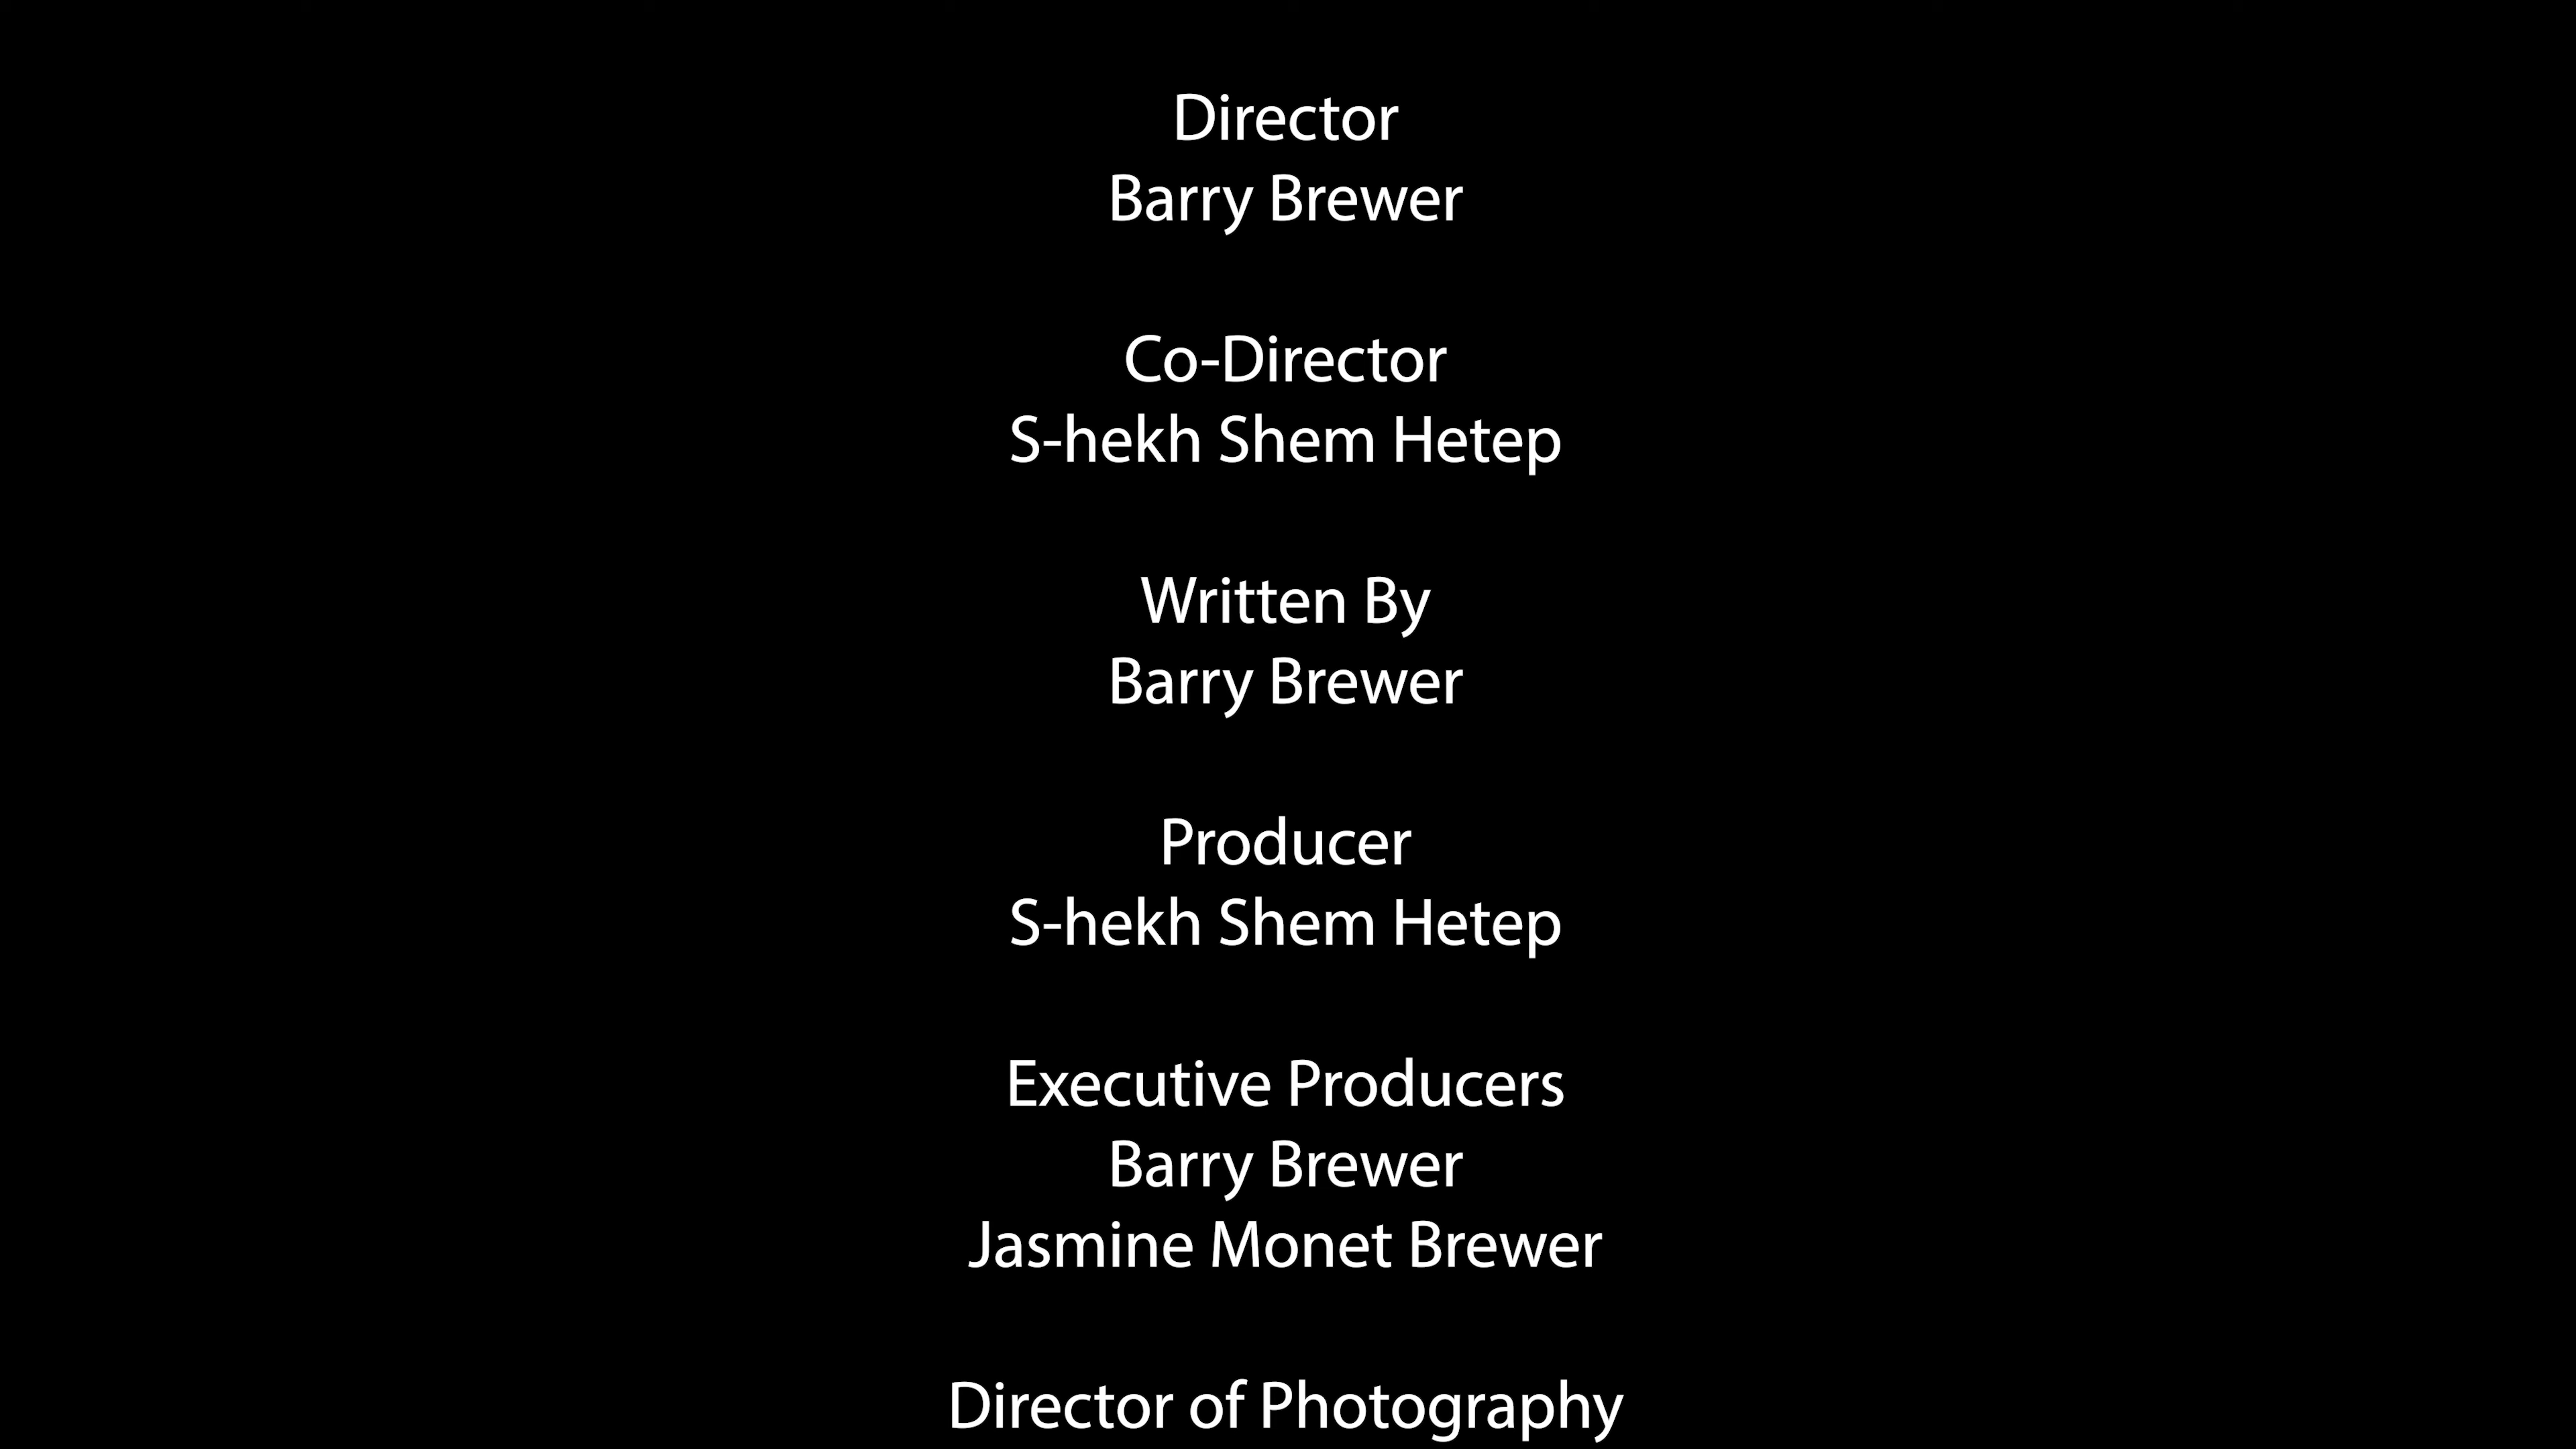 Director
Barry Brewer
Co-Director
S-hekh Shem Hetep
Written By
Barry Brewer
Producer
S-hekh Shem Hetep
Executive Producers
Barry Brewer
Jasmine Monet Brewer
Director of Photography